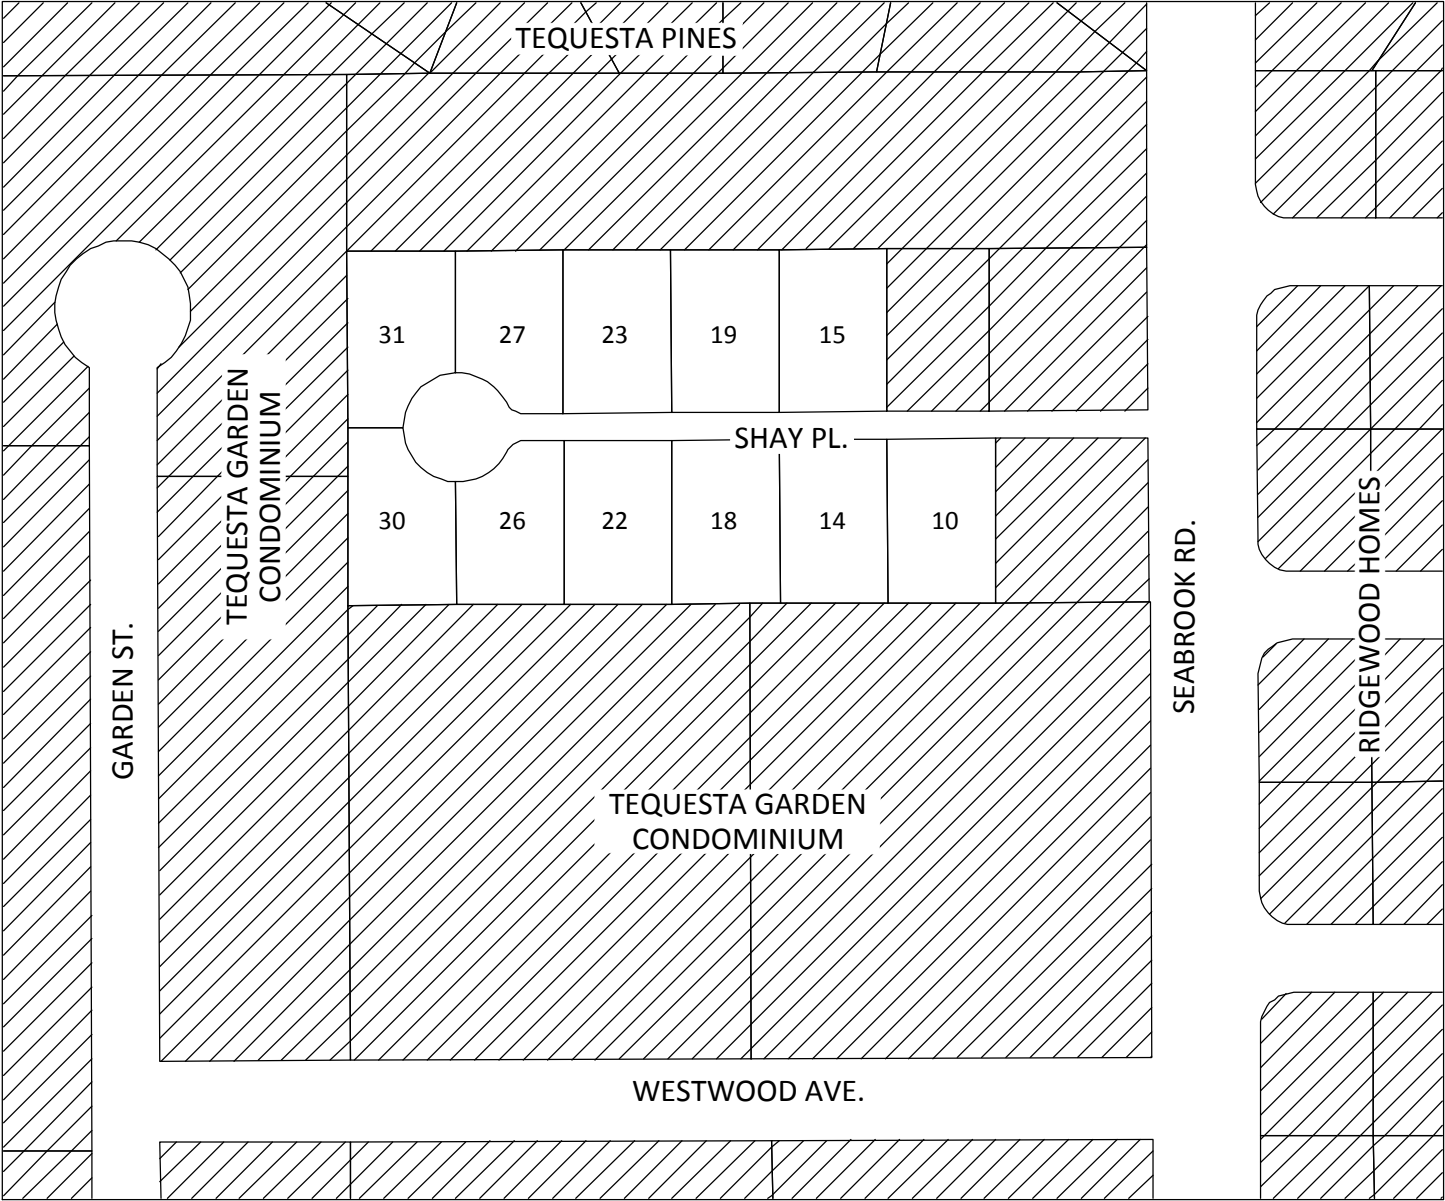 TEQUESTA PINES
31 27 23 19 15
TEQUESTA GARDEN
CONDOMINIUM
SHAY PL.
30 26 22 18 14 10
GARDEN ST.
SEABROOK RD.
RIDGEWOOD HOMES
TEQUESTA GARDEN
CONDOMINIUM
WESTWOOD AVE.